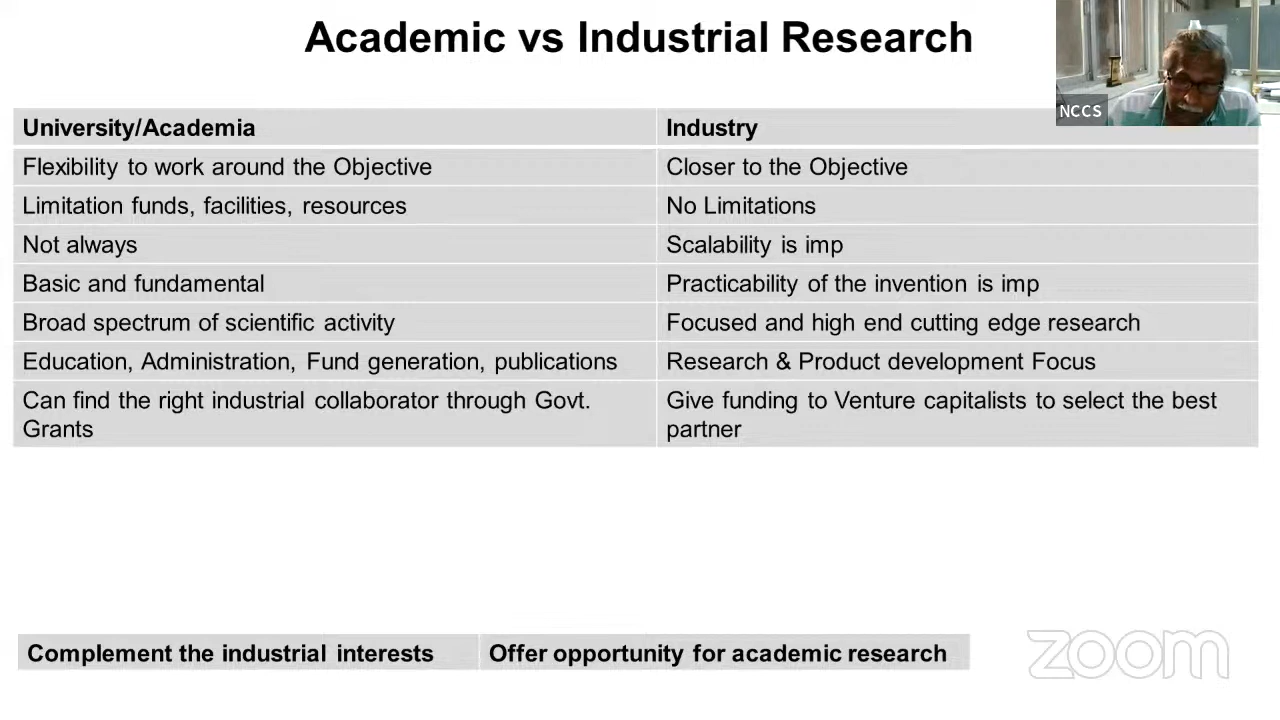 Academic vs Industrial Research
NCCS
University/Academia
Industry
Flexibility to work around the Objective
Closer to the Objective
Limitation funds, facilities, resources
No Limitations
Not always
Scalability is imp
Basic and fundamental
Practicability of the invention is imp
Broad spectrum of scientific activity
Focused and high end cutting edge research
Education, Administration, Fund generation, publications
Research & Product development Focus
Can find the right industrial collaborator through Govt.
Grants
Give funding to Venture capitalists to select the best
partner
Complement the industrial interests
Offer opportunity for academic research
zoom